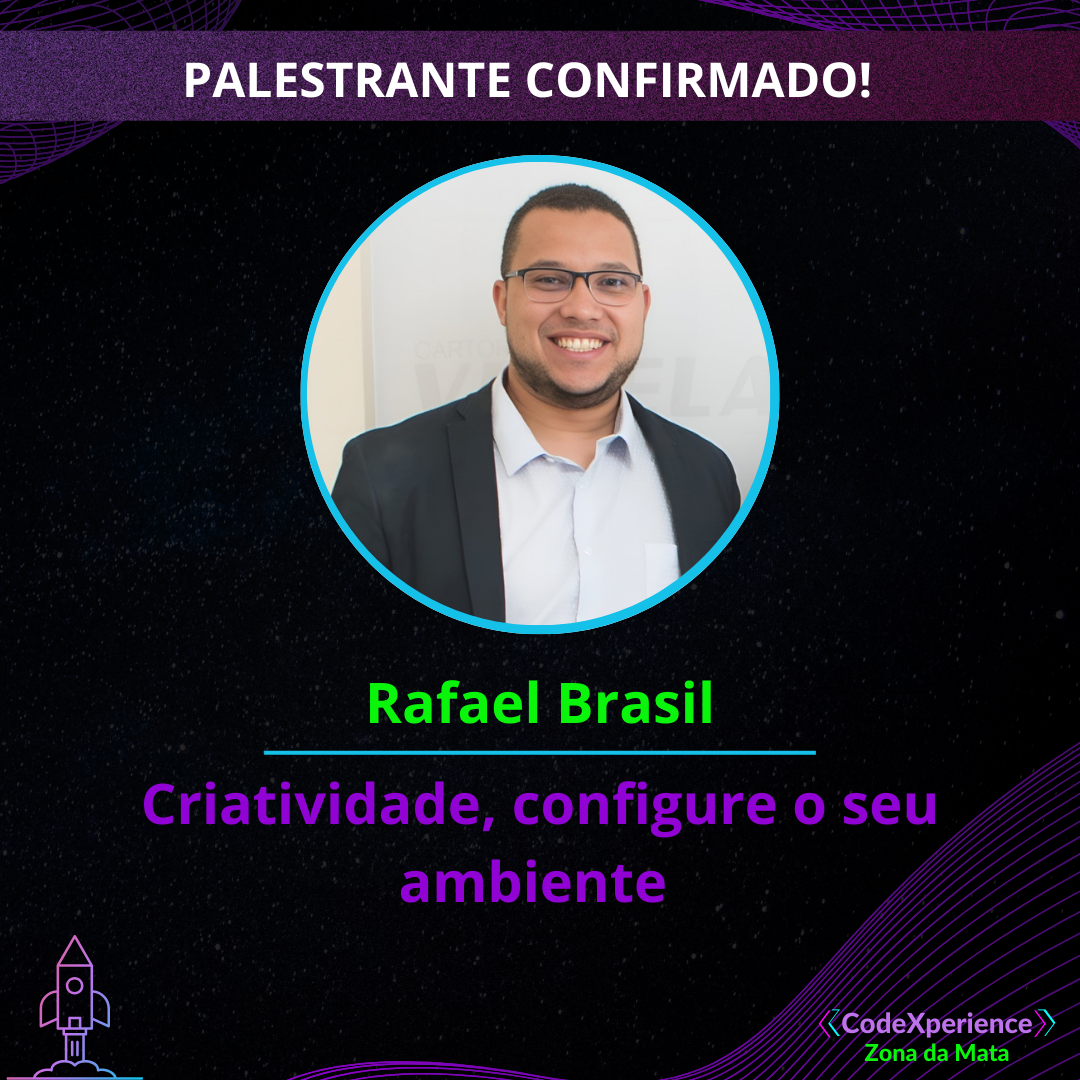 PALESTRANTE CONFIRMADO!
Rafael Brasil
Criatividade, configure o seu
ambiente
CodeXperience
Zona da Mata